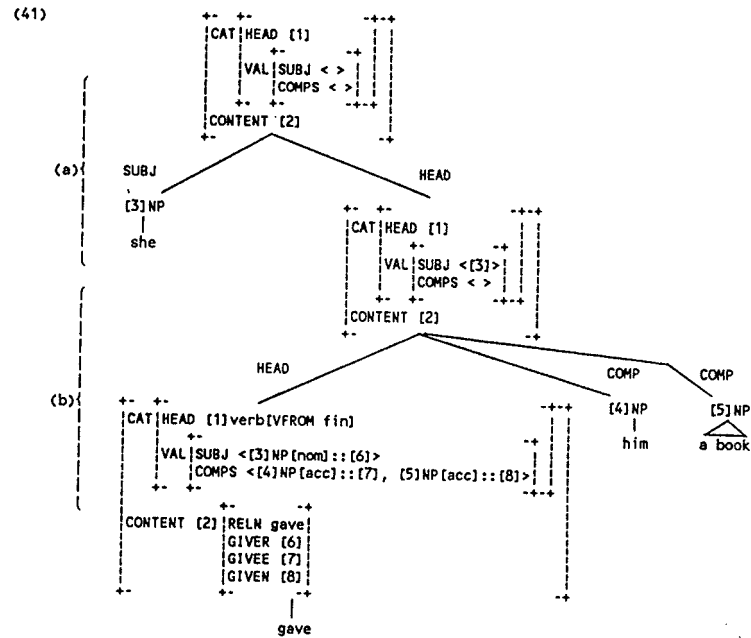 (41)
CAT HEAD [1]
VAL SUBJ < >
COMPS < >
CONTENT [2]
(a) SUBJ HEAD
[3]NP
she
CAT HEAD [1]
VAL SUBJ <[3]>
COMPS < >
CONTENT [2]
HEAD COMP COMP
(b) [4]NP [5]NP
CAT HEAD [1]verb[VFROM fin]
him a book
VAL SUBJ <[3]NP[nom]::[6]>
COMPS <[4]NP[acc]::[7], [5]NP[acc]::[8]>
CONTENT [2] RELN gave
GIVER [6]
GIVEE [7]
GIVEN [8]
gave